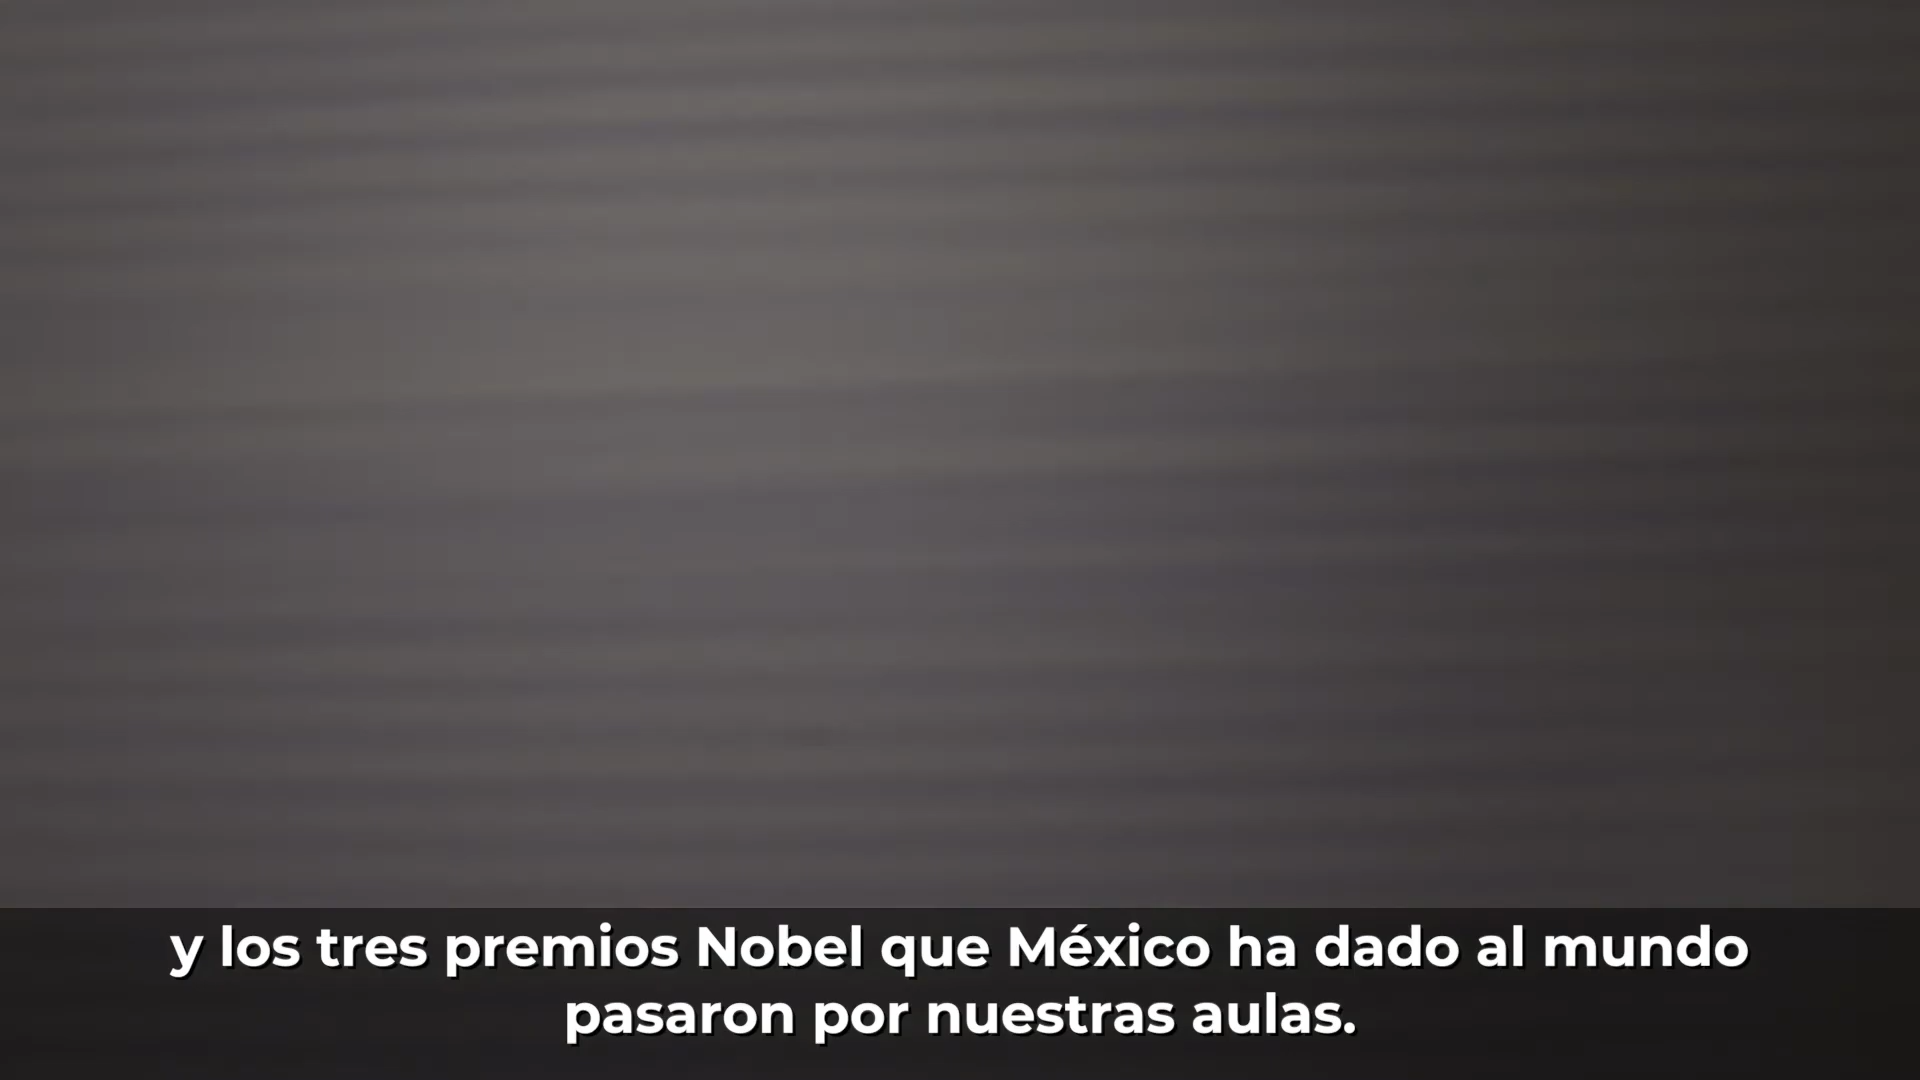 y los tres premios Nobel que México ha dado al mundo
pasaron por nuestras aulas.